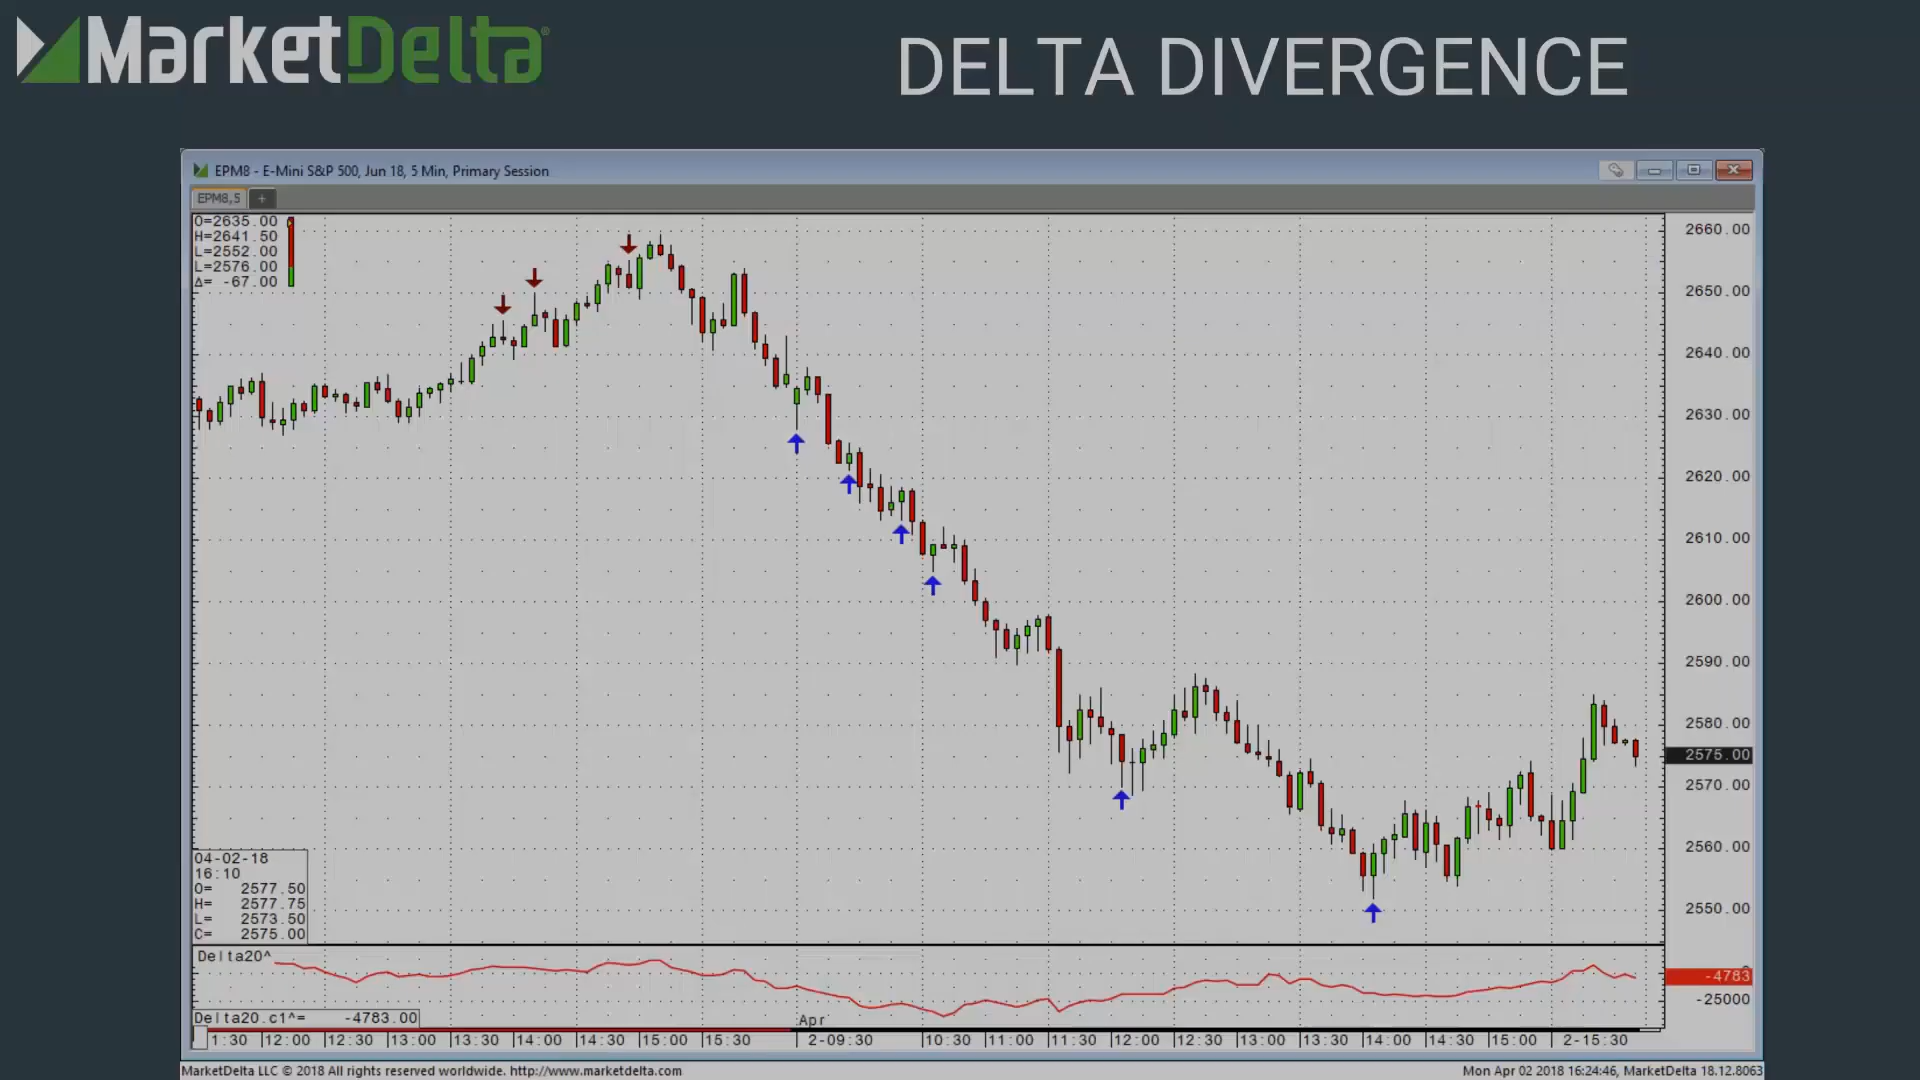 MarketDelta®
DELTA DIVERGENCE
EPM8 - E-Mini S&P 500, Jun 18, 5 Min, Primary Session
EPM8,5 +
O=2635.00
H=2641.50
L=2552.00
L=2576.00
Δ= -67.00
2660.00
2650.00
2640.00
2630.00
2620.00
2610.00
2600.00
2590.00
2580.00
2575.00
2570.00
2560.00
2550.00
04-02-18
16:10
O= 2577.50
H= 2577.75
L= 2573.50
C= 2575.00
Delta20^
-4783
-25000
Delta20.c1^= -4783.00
Apr
1:30 12:00 12:30 13:00 13:30 14:00 14:30 15:00 15:30 2-09:30 10:30 11:00 11:30 12:00 12:30 13:00 13:30 14:00 14:30 15:00 2-15:30
MarketDelta LLC © 2018 All rights reserved worldwide. http://www.marketdelta.com
Mon Apr 02 2018 16:24:46, MarketDelta 18.12.8063